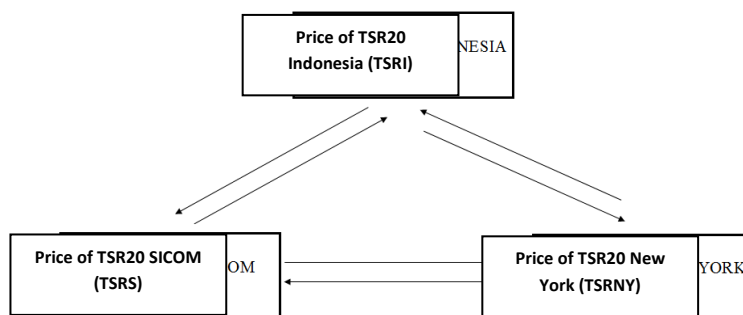 Price of TSR20
Indonesia (TSRI)
NESIA
Price of TSR20 SICOM
(TSRS)
OM
Price of TSR20 New
York (TSRNY)
YORK